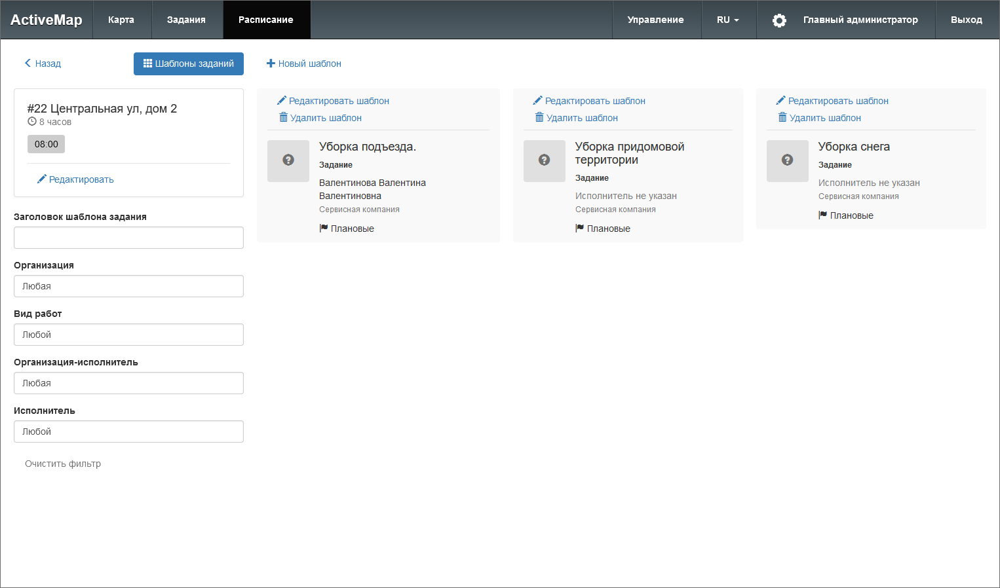 ActiveMap
Карта
Задания
Расписание
Управление
RU
Главный администратор
Выход
Назад
Шаблоны заданий
Новый шаблон
#22 Центральная ул, дом 2
8 часов
08:00
Редактировать
Заголовок шаблона задания
Организация
Любая
Вид работ
Любой
Организация-исполнитель
Любая
Исполнитель
Любой
Очистить фильтр
Редактировать шаблон
Удалить шаблон
Уборка подъезда.
Задание
Валентинова Валентина
Валентиновна
Сервисная компания
Плановые
Редактировать шаблон
Удалить шаблон
Уборка придомовой
территории
Задание
Исполнитель не указан
Сервисная компания
Плановые
Редактировать шаблон
Удалить шаблон
Уборка снега
Задание
Исполнитель не указан
Сервисная компания
Плановые